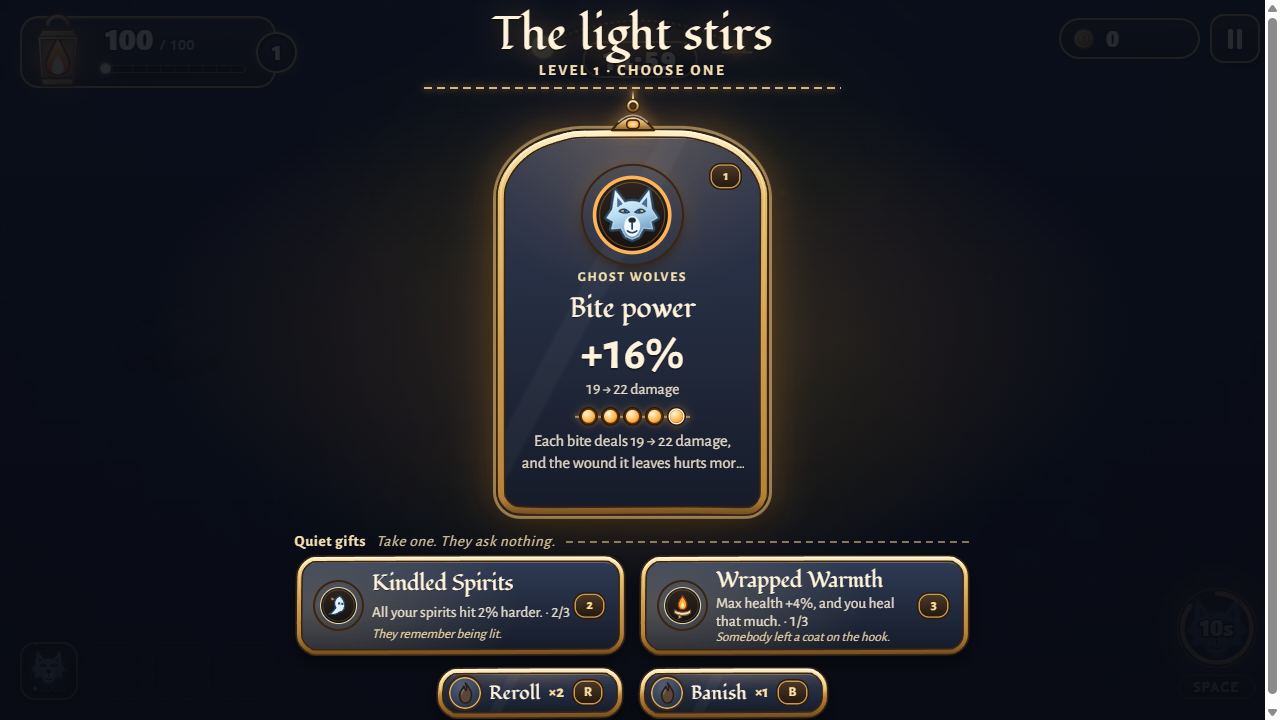 The light stirs
LEVEL 1 · CHOOSE ONE
100 / 100
1
0
1
GHOST WOLVES
Bite power
+16%
19 → 22 damage
Each bite deals 19 → 22 damage,
and the wound it leaves hurts mor...
Quiet gifts Take one. They ask nothing.
Kindled Spirits
All your spirits hit 2% harder. · 2/3
They remember being lit.
2
Wrapped Warmth
Max health +4%, and you heal
that much. · 1/3
Somebody left a coat on the hook.
3
10s
SPACE
Reroll ×2 R
Banish ×1 B